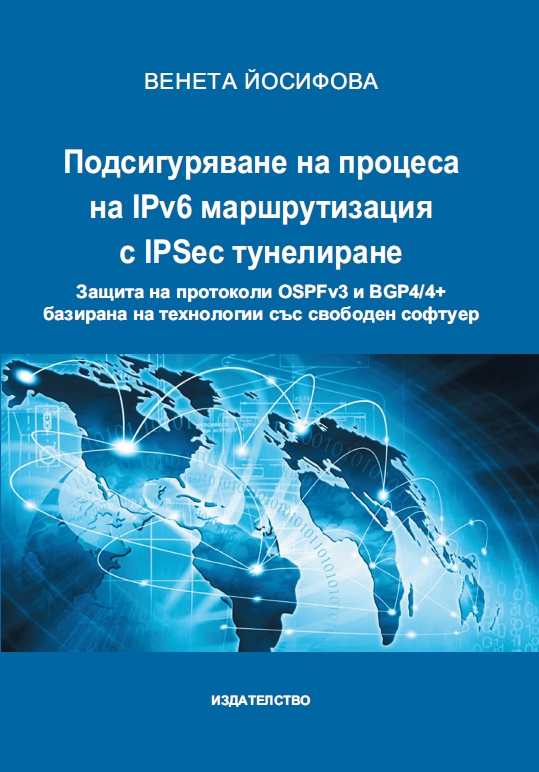 ВЕНЕТА ЙОСИФОВА
Подсигуряване на процеса
на IPv6 маршрутизация
с IPSec тунелиране
Защита на протоколи OSPFv3 и BGP4/4+
базирана на технологии със свободен софтуер
ИЗДАТЕЛСТВО